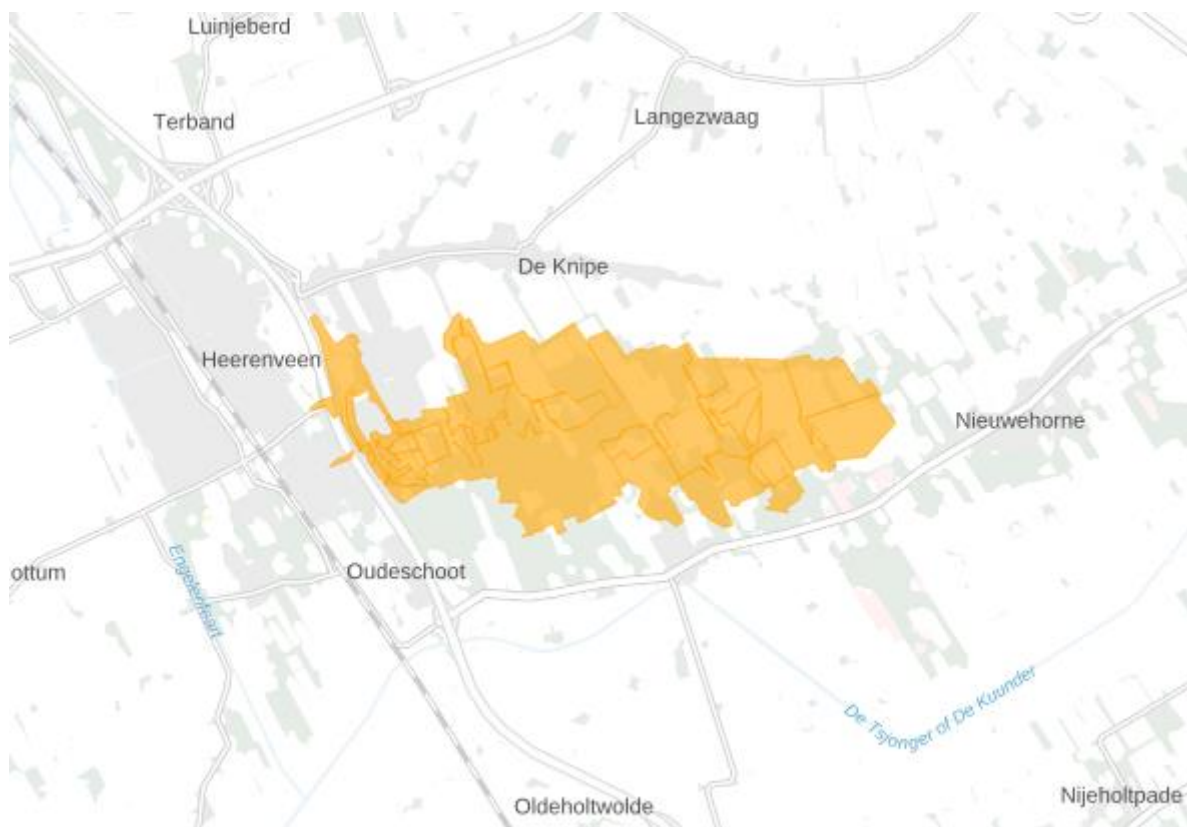 Luinjeberd
Terband
Langezwaag
De Knipe
Heerenveen
Nieuwehorne
ottum
Engelenfeart
Oudeschoot
De Tsjonger of De Kuunder
Nijeholtpade
Oldeholtwolde